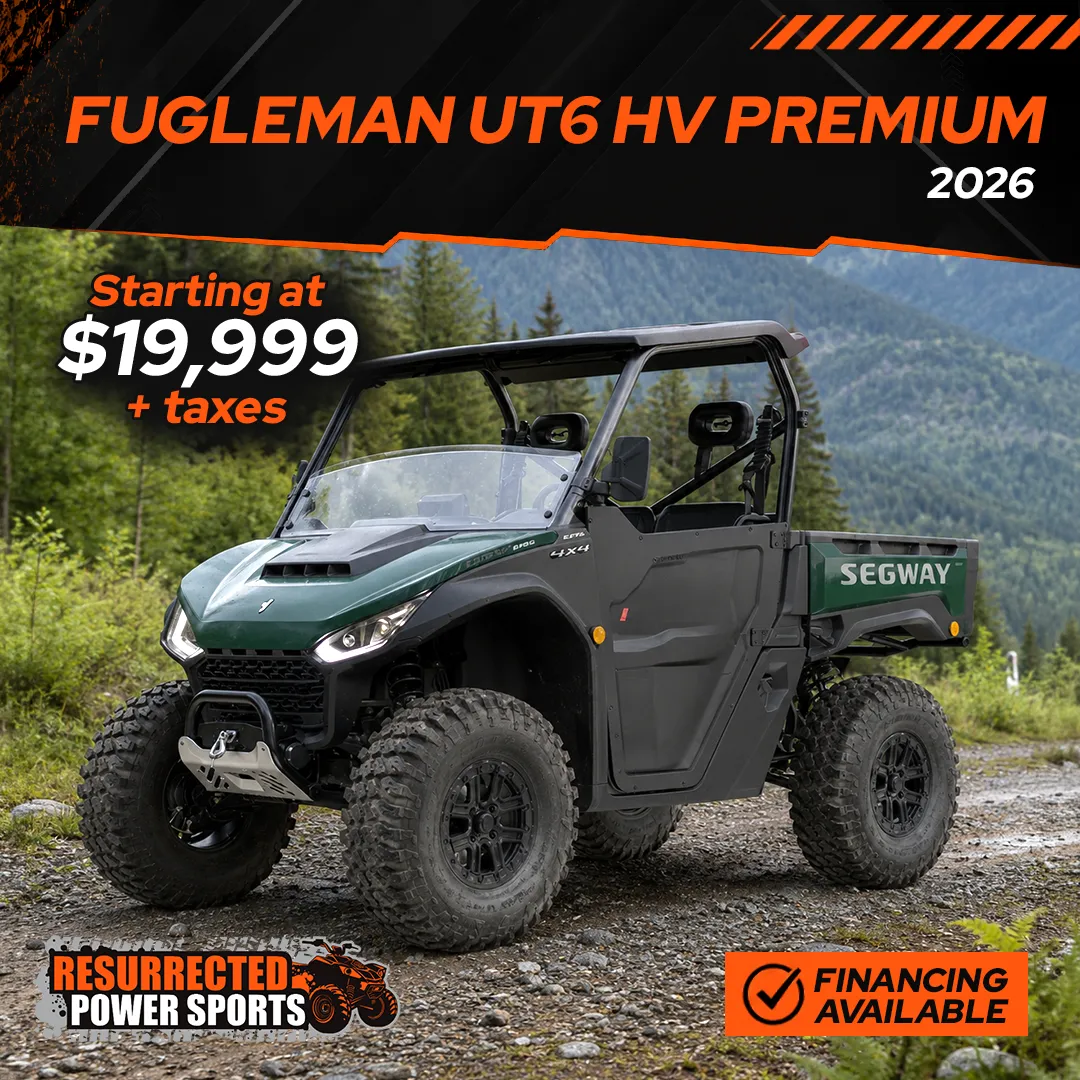 FUGLEMAN UT6 HV PREMIUM
2026
Starting at
$19,999
+ taxes
4x4
SEGWAY
RESURRECTED
POWER SPORTS
FINANCING
AVAILABLE